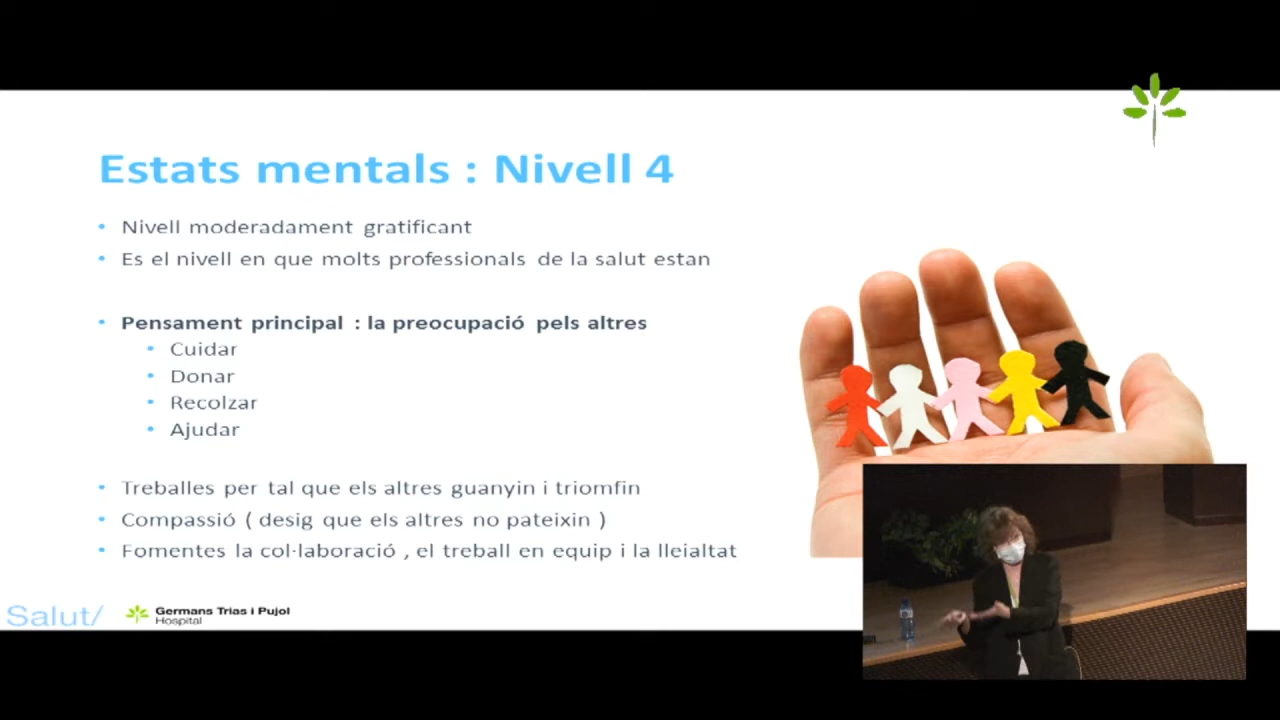 Estats mentals : Nivell 4
• Nivell moderadament gratificant
• Es el nivell en que molts professionals de la salut estan
• Pensament principal : la preocupació pels altres
• Cuidar
• Donar
• Recolzar
• Ajudar
• Treballes per tal que els altres guanyin i triomfin
• Compassió ( desig que els altres no pateixin )
• Fomentes la col·laboració , el treball en equip i la lleialtat
Salut/
Germans Trias i Pujol
Hospital